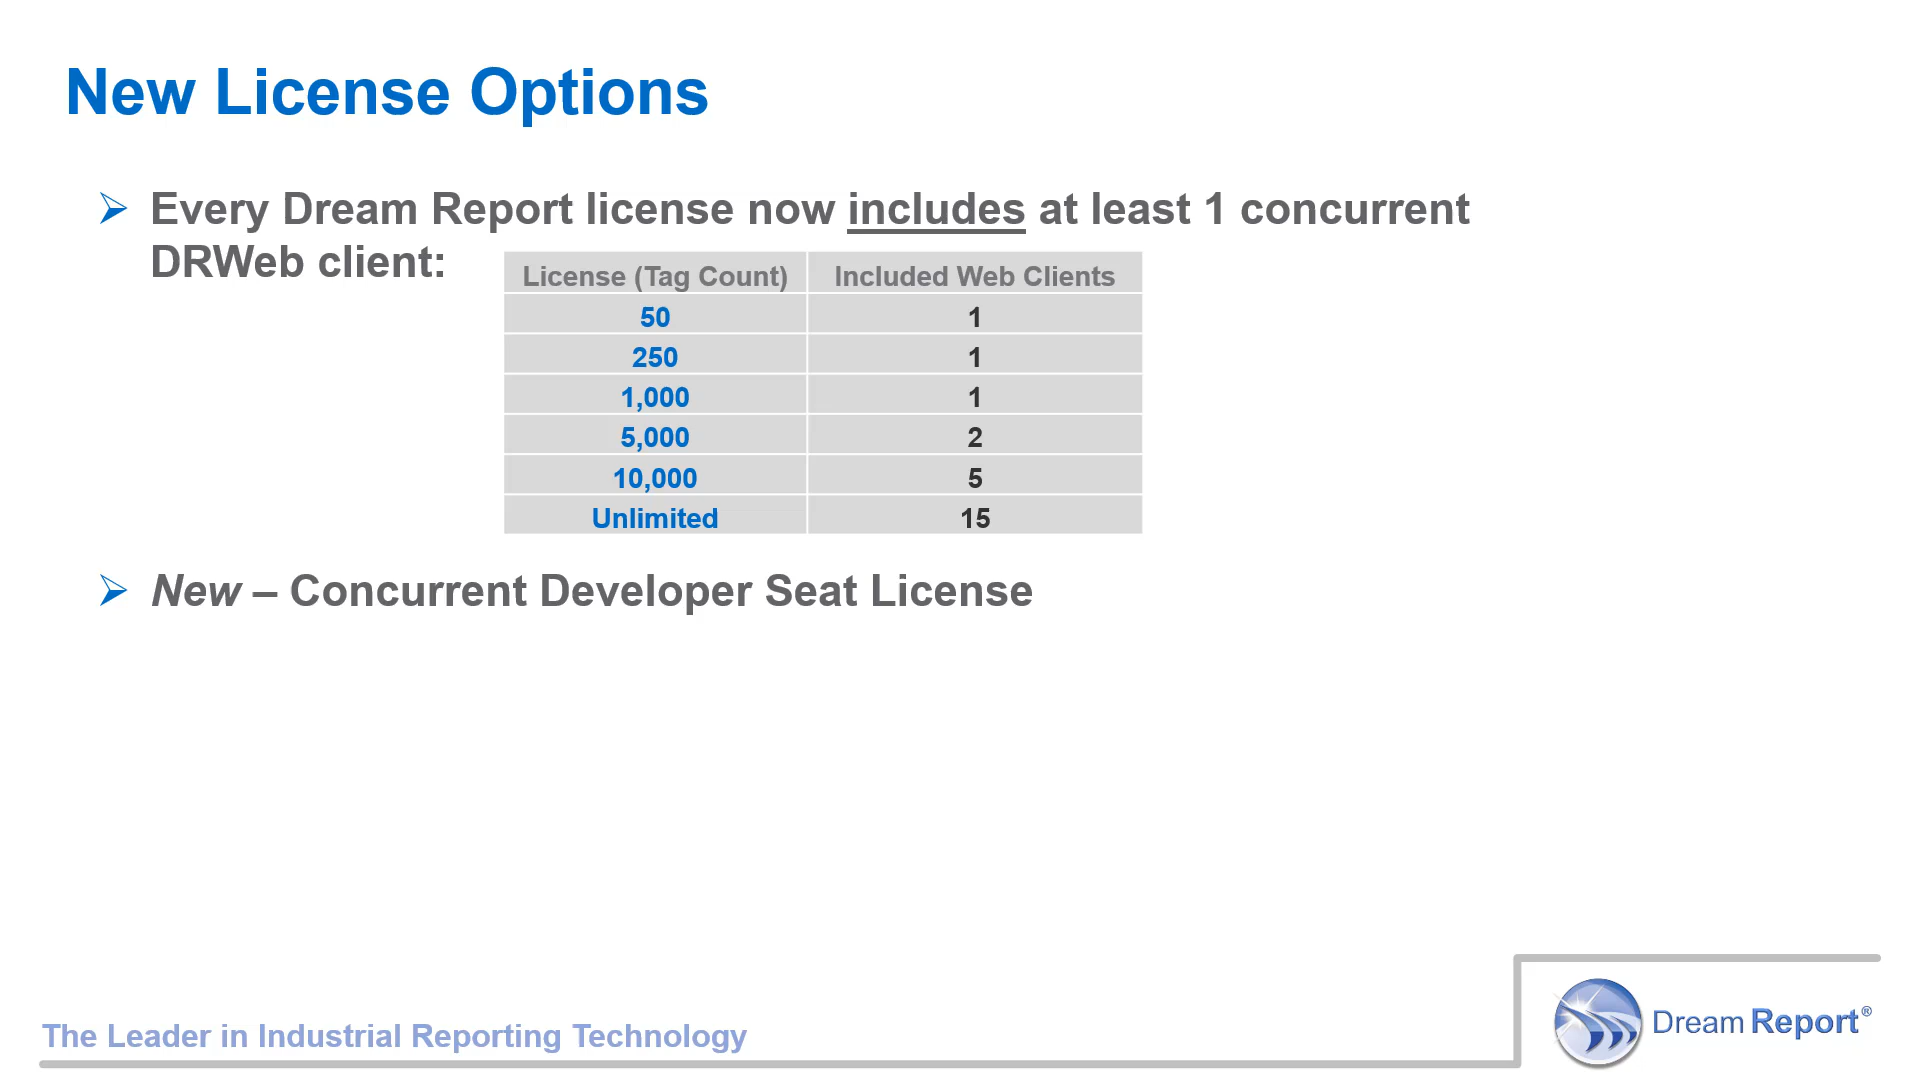 New License Options
➢ Every Dream Report license now includes at least 1 concurrent
DRWeb client:
License (Tag Count) Included Web Clients
50 1
250 1
1,000 1
5,000 2
10,000 5
Unlimited 15
➢ New – Concurrent Developer Seat License
The Leader in Industrial Reporting Technology
Dream Report®